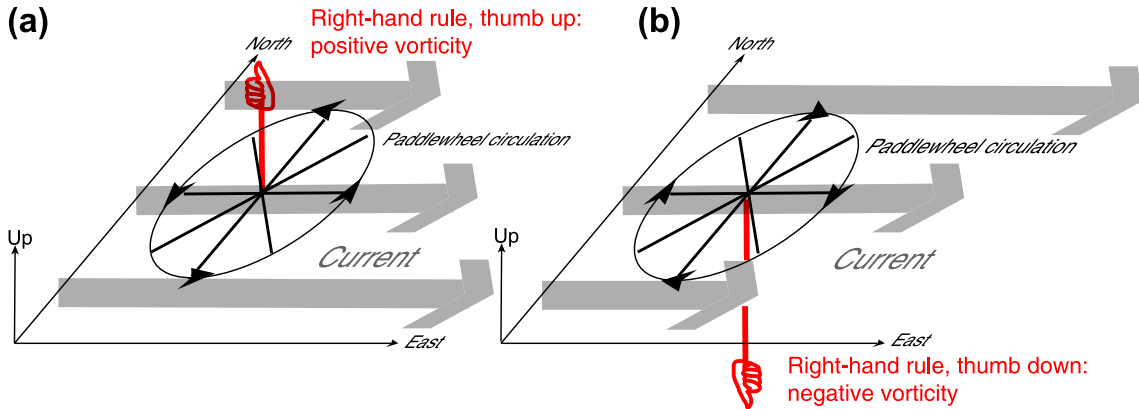 (a)
Right-hand rule, thumb up:
positive vorticity
North
Paddlewheel circulation
Up
Current
East
(b)
North
Paddlewheel circulation
Up
Current
East
Right-hand rule, thumb down:
negative vorticity